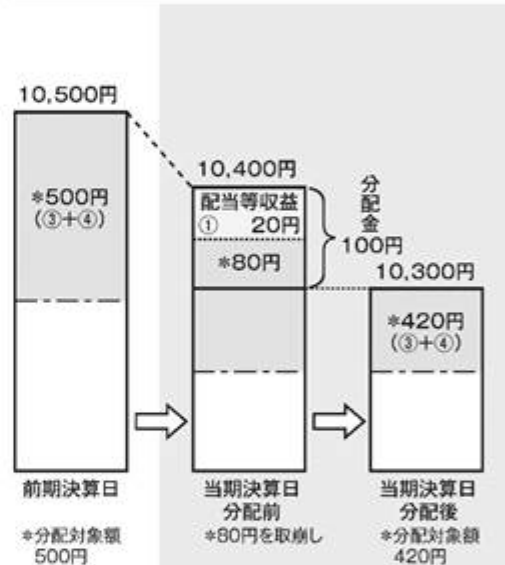 10,500円
*500円
(③+④)
前期決算日
*分配対象額
500円
10,400円
配当等収益
① 20円
*80円
分配金
100円
当期決算日
分配前
*80円を取崩し
10,300円
*420円
(③+④)
当期決算日
分配後
*分配対象額
420円